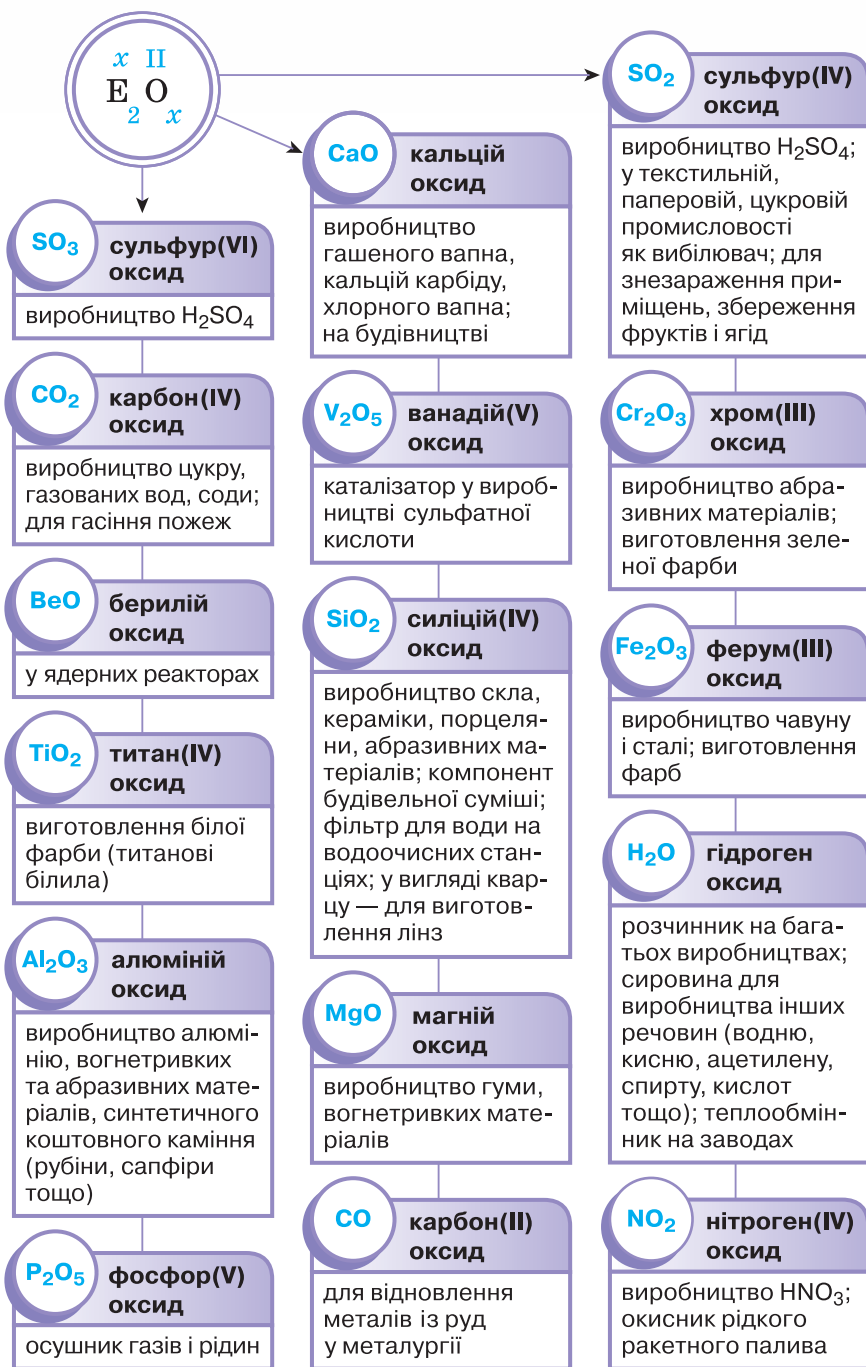 x II
E₂Oₓ
SO₃
сульфур(VI)
оксид
виробництво H₂SO₄
CO₂
карбон(IV)
оксид
виробництво цукру,
газованих вод, соди;
для гасіння пожеж
BeO
берилій
оксид
у ядерних реакторах
TiO₂
титан(IV)
оксид
виготовлення білої
фарби (титанові
білила)
Al₂O₃
алюміній
оксид
виробництво алюмі-
нію, вогнетривких
та абразивних мате-
ріалів, синтетичного
коштовного каміння
(рубіни, сапфіри
тощо)
P₂O₅
фосфор(V)
оксид
осушник газів і рідин
CaO
кальцій
оксид
виробництво
гашеного вапна,
кальцій карбіду,
хлорного вапна;
на будівництві
V₂O₅
ванадій(V)
оксид
каталізатор у вироб-
ництві сульфатної
кислоти
SiO₂
силіцій(IV)
оксид
виробництво скла,
кераміки, порцеля-
ни, абразивних ма-
теріалів; компонент
будівельної суміші;
фільтр для води на
водоочисних стан-
ціях; у вигляді квар-
цу — для виготов-
лення лінз
MgO
магній
оксид
виробництво гуми,
вогнетривких мате-
ріалів
CO
карбон(II)
оксид
для відновлення
металів із руд
у металургії
SO₂
сульфур(IV)
оксид
виробництво H₂SO₄;
у текстильній,
паперовій, цукровій
промисловості
як вибілювач; для
знезараження при-
міщень, збереження
фруктів і ягід
Cr₂O₃
хром(III)
оксид
виробництво абра-
зивних матеріалів;
виготовлення зеле-
ної фарби
Fe₂O₃
ферум(III)
оксид
виробництво чавуну
і сталі; виготовлення
фарб
H₂O
гідроген
оксид
розчинник на бага-
тьох виробництвах;
сировина для
виробництва інших
речовин (водню,
кисню, ацетилену,
спирту, кислот
тощо); теплообмін-
ник на заводах
NO₂
нітроген(IV)
оксид
виробництво HNO₃;
окисник рідкого
ракетного палива